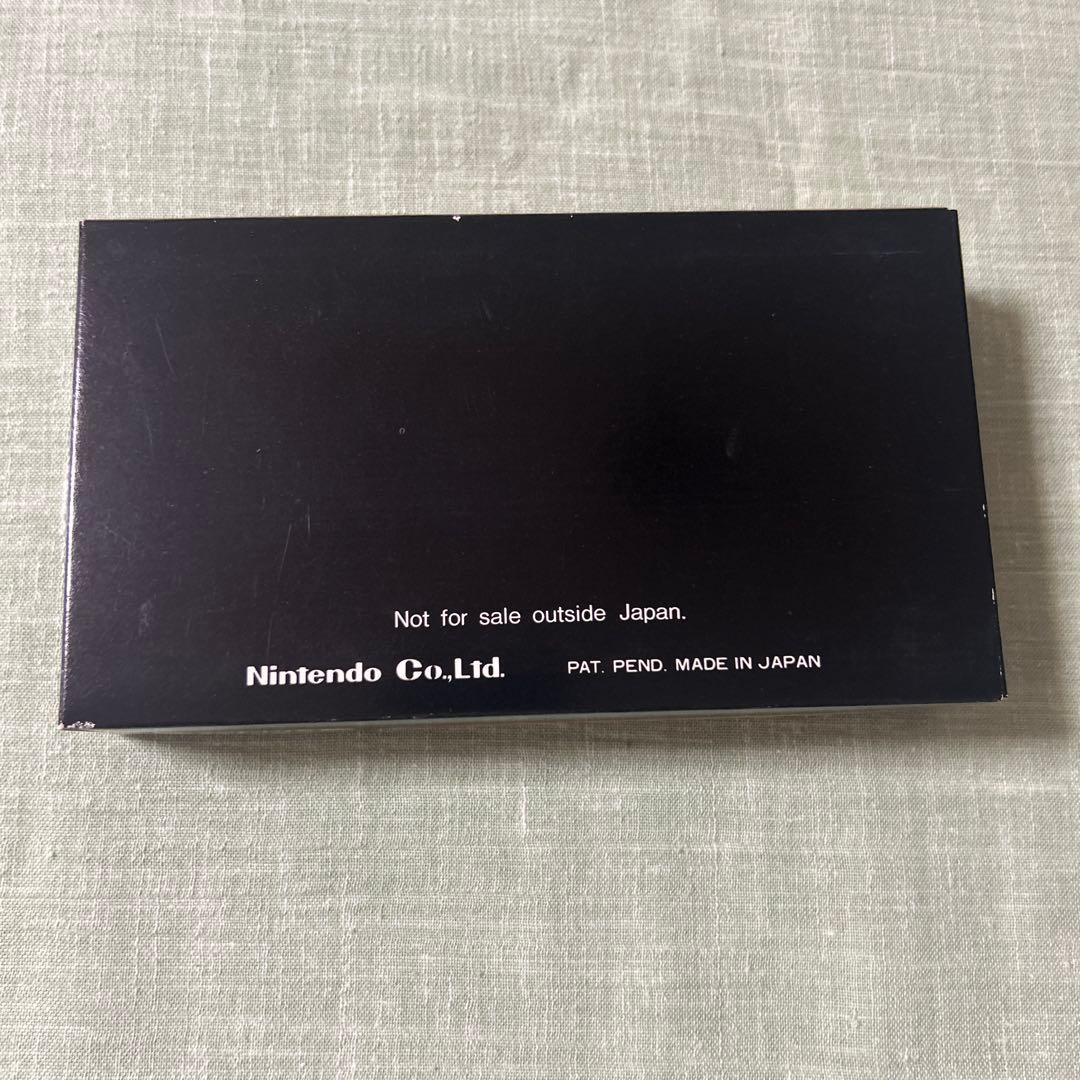 Not for sale outside Japan.
Nintendo Co.,Ltd. PAT. PEND. MADE IN JAPAN